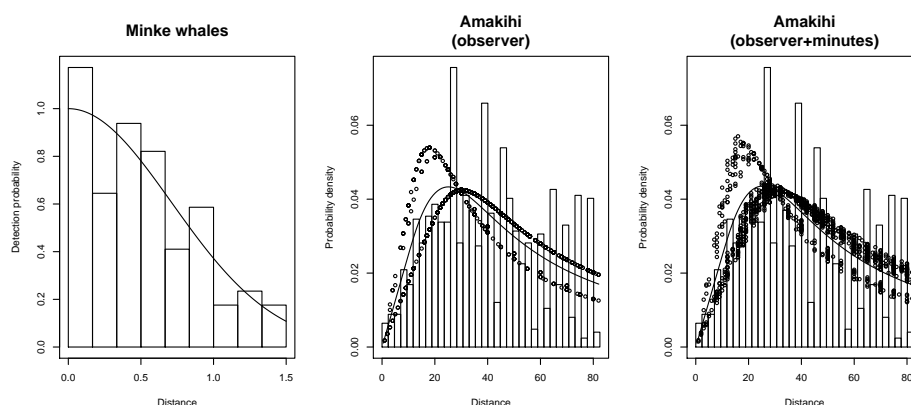 Minke whales
Detection probability
0.0
0.2
0.4
0.6
0.8
1.0
0.0 0.5 1.0 1.5
Distance
Amakihi
(observer)
Probability density
0.00
0.02
0.04
0.06
0 20 40 60 80
Distance
Amakihi
(observer+minutes)
Probability density
0.00
0.02
0.04
0.06
0 20 40 60 80
Distance